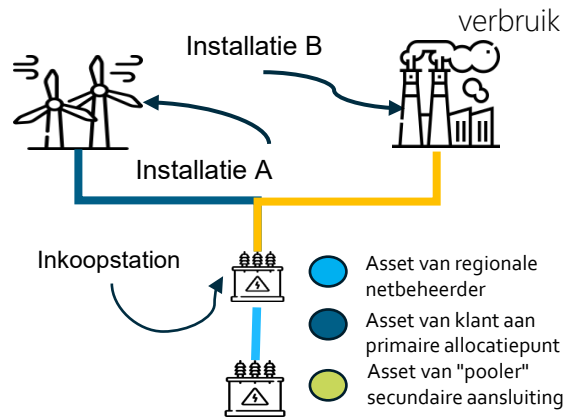 verbruik
Installatie B
Installatie A
Inkoopstation
Asset van regionale
netbeheerder
Asset van klant aan
primaire allocatiepunt
Asset van "pooler"
secundaire aansluiting